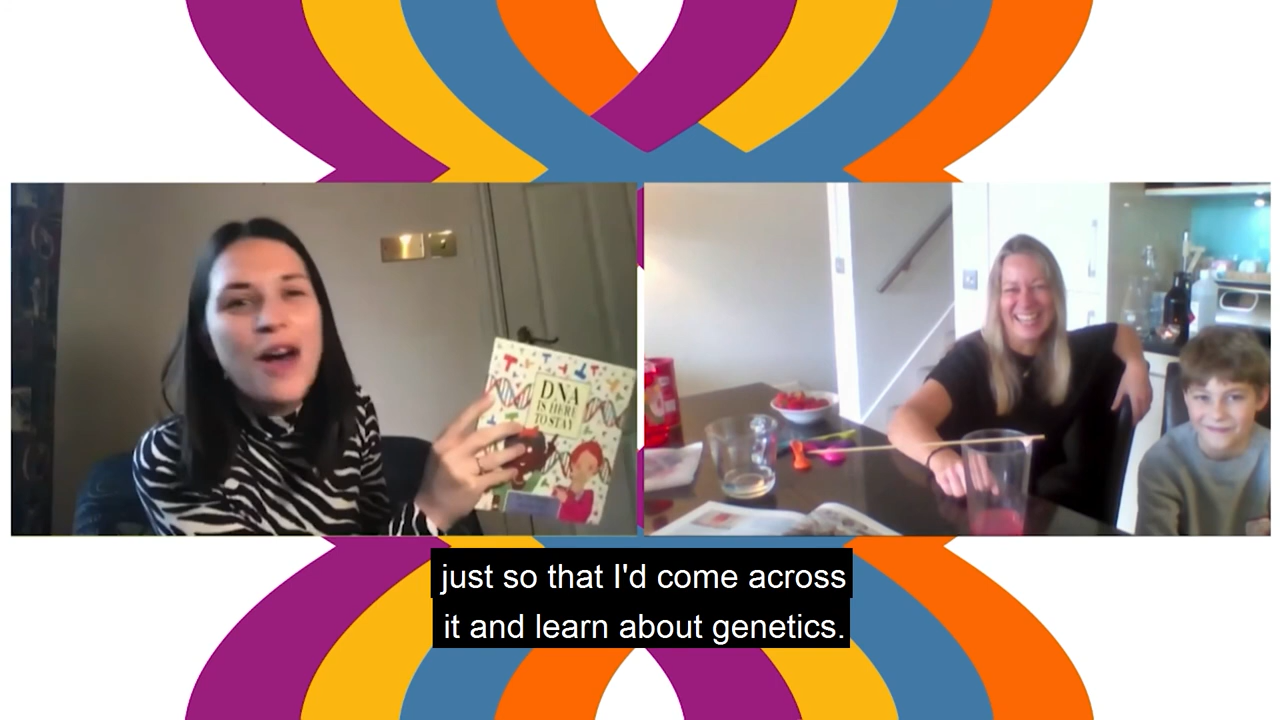 DNA
IS HERE
TO STAY
just so that I'd come across
it and learn about genetics.